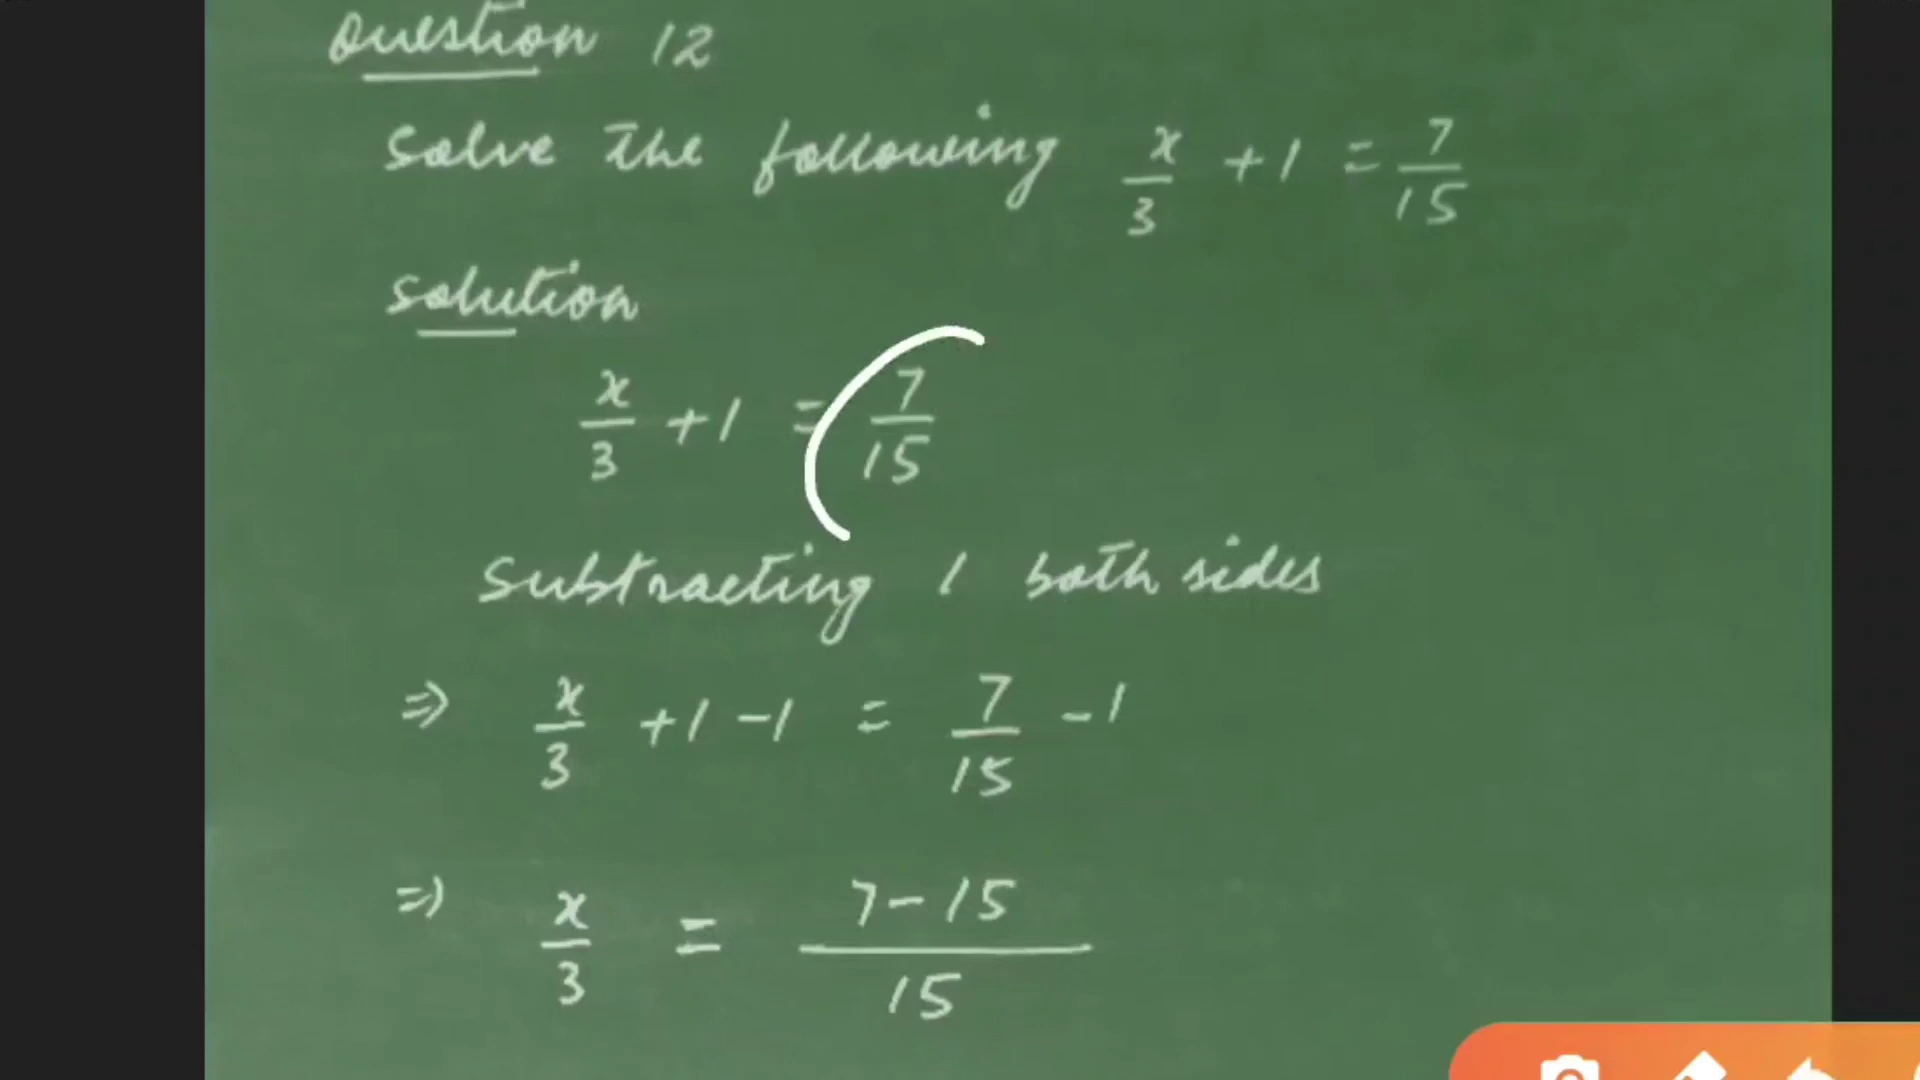 Question 12
Solve the following x/3 + 1 = 7/15
Solution
x/3 + 1 = 7/15
Subtracting 1 both sides
⇒ x/3 + 1 - 1 = 7/15 - 1
⇒ x/3 = 7 - 15/15